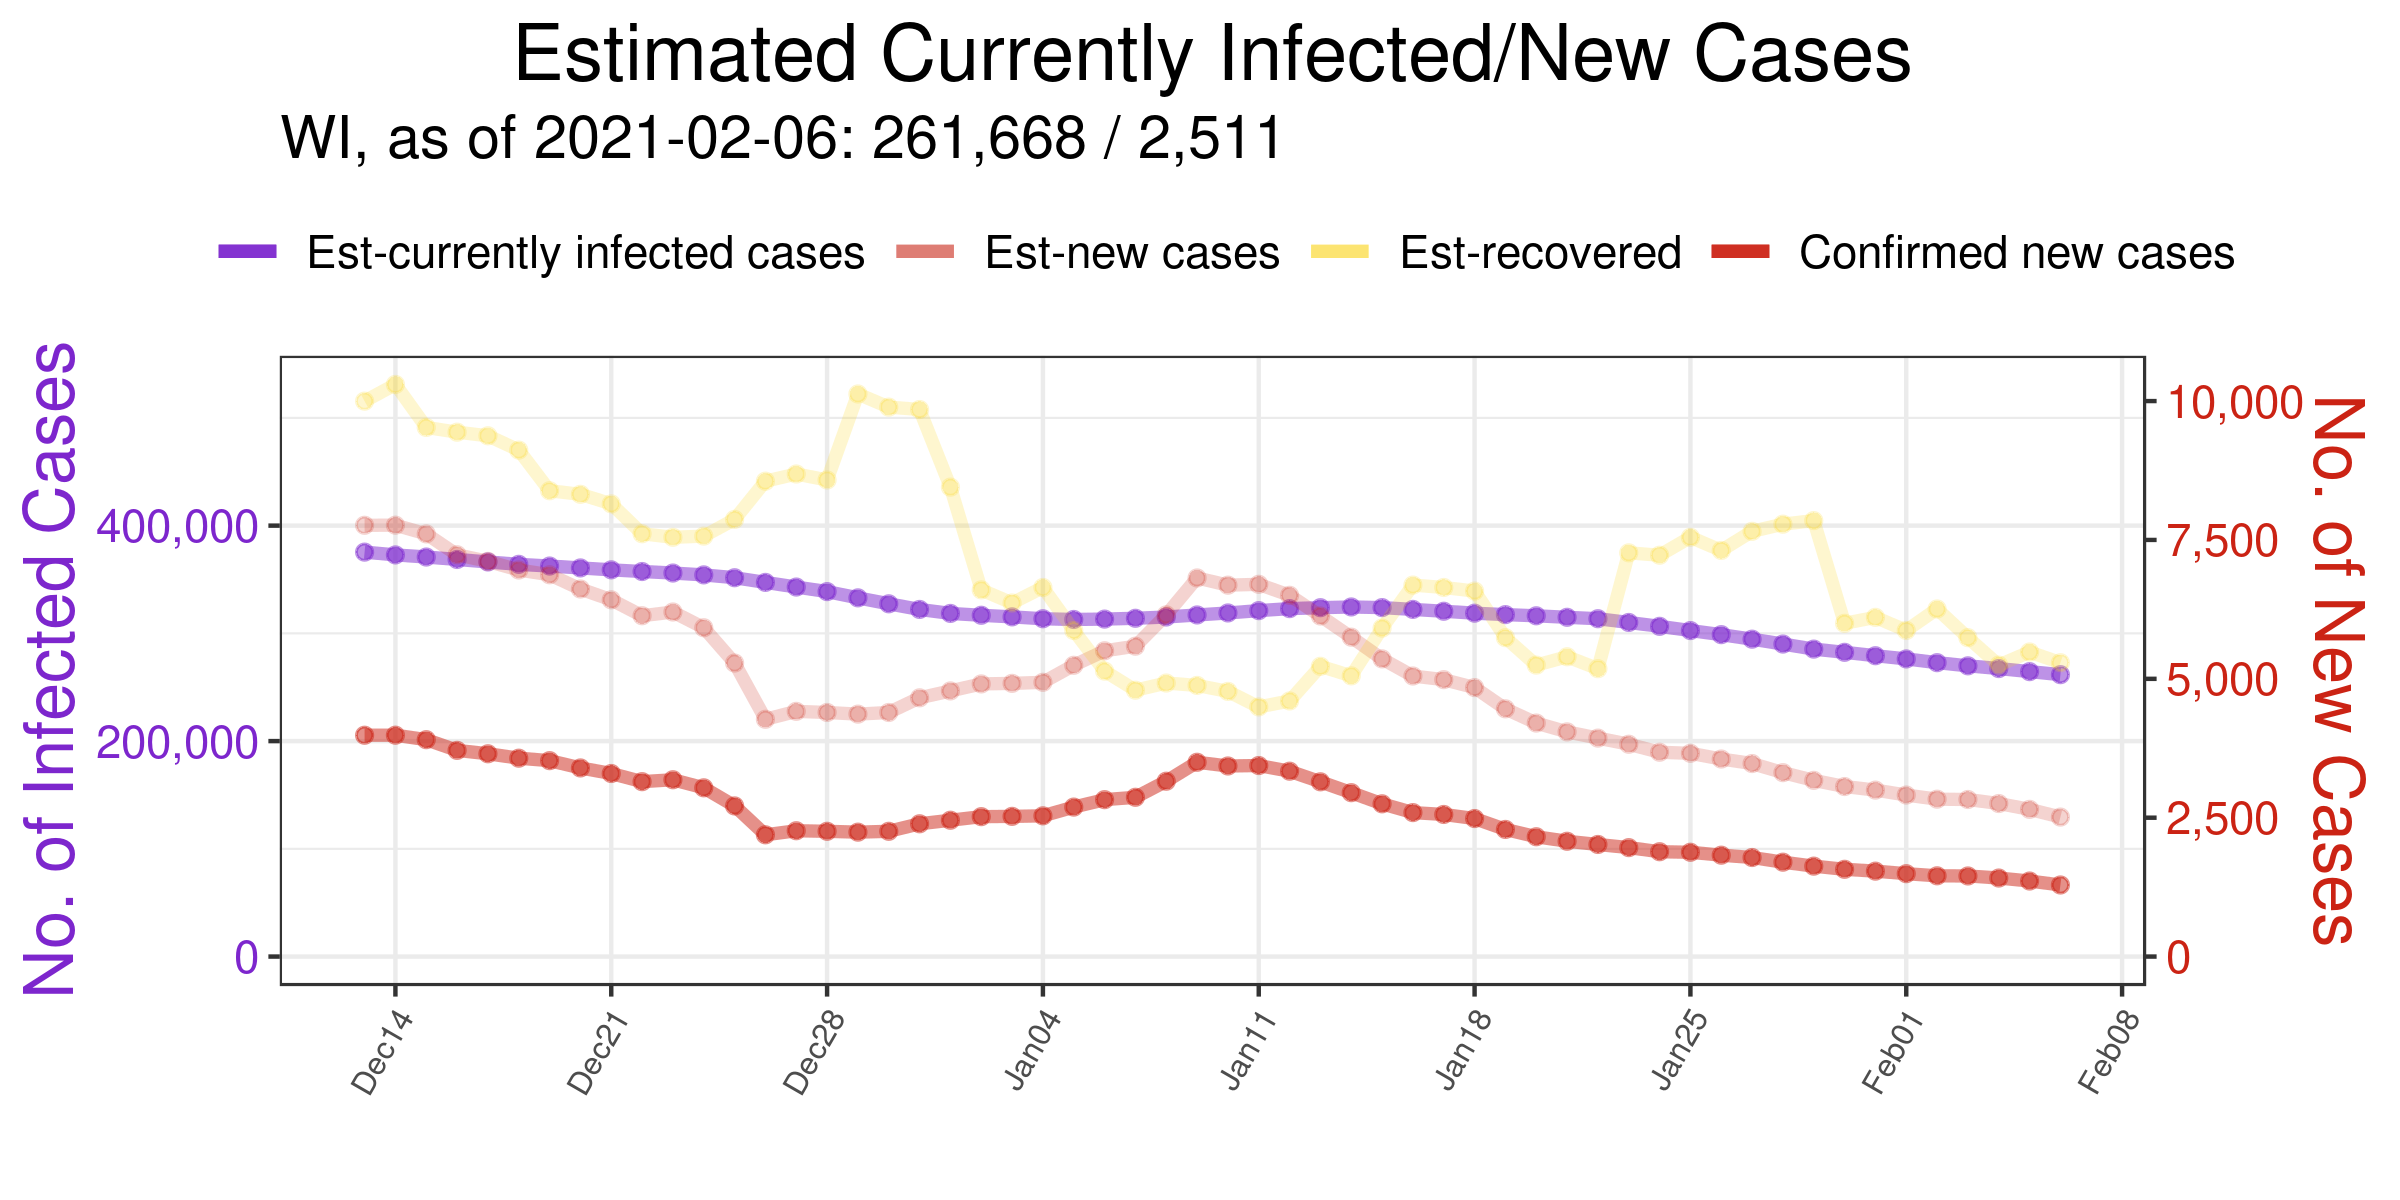 Estimated Currently Infected/New Cases
WI, as of 2021-02-06: 261,668 / 2,511
Est-currently infected cases Est-new cases Est-recovered Confirmed new cases
No. of Infected Cases
400,000
200,000
0
10,000
7,500
5,000
2,500
0
No. of New Cases
Dec14 Dec21 Dec28 Jan04 Jan11 Jan18 Jan25 Feb01 Feb08